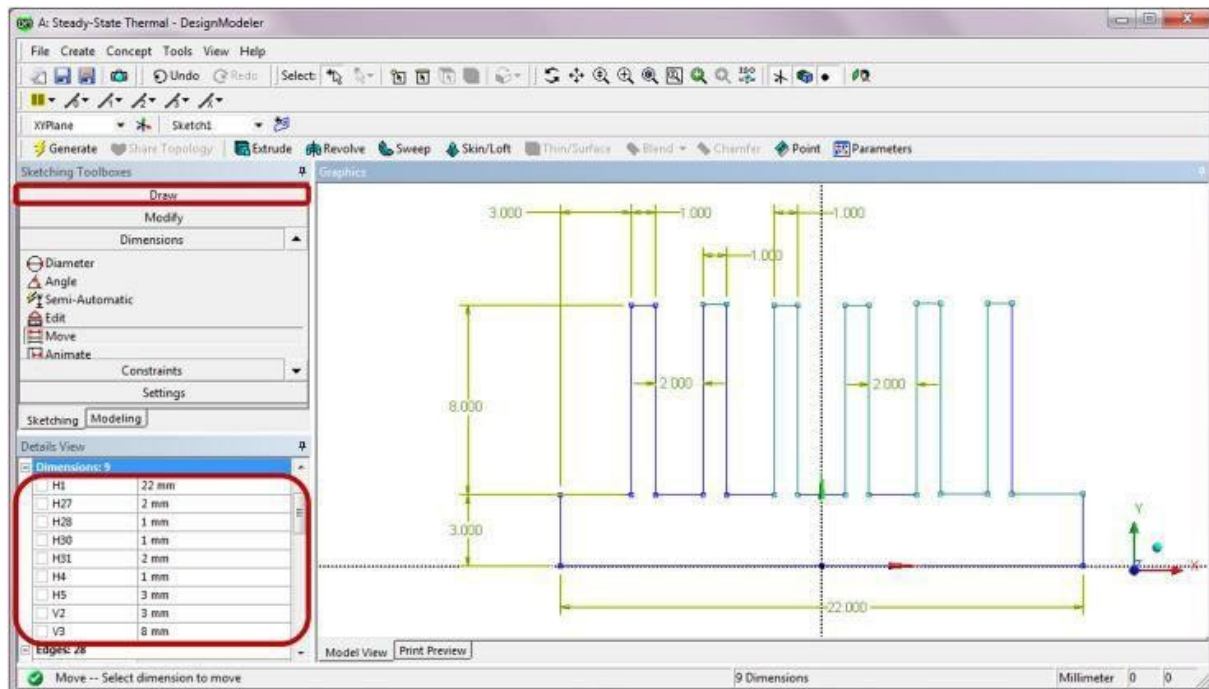 A: Steady-State Thermal - DesignModeler
File Create Concept Tools View Help
Undo Redo Select: ISO
XYPlane Sketch1
Generate Share Topology Extrude Revolve Sweep Skin/Loft Thin/Surface Blend Chamfer Point Parameters
Sketching Toolboxes
Draw
Modify
Dimensions
Diameter
Angle
Semi-Automatic
Edit
Move
Animate
Constraints
Settings
Sketching Modeling
Details View
Dimensions: 9
H1 22 mm
H27 2 mm
H28 1 mm
H30 1 mm
H31 2 mm
H4 1 mm
H5 3 mm
V2 3 mm
V3 8 mm
Edges: 28
Graphics
3.000 1.000 1.000
1.000
2.000 2.000
8.000
3.000
22.000
Y
X
Z
Model View Print Preview
Move -- Select dimension to move 9 Dimensions Millimeter 0 0